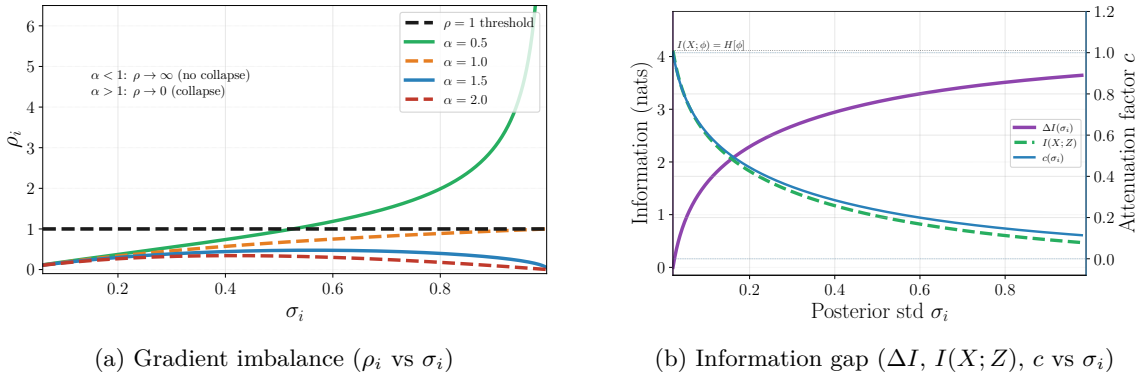 6
5
4
3
2
1
0
ρᵢ
0.2
0.4
0.6
0.8
σᵢ
ρ = 1 threshold
α = 0.5
α = 1.0
α = 1.5
α = 2.0
α < 1: ρ → ∞ (no collapse)
α > 1: ρ → 0 (collapse)
(a) Gradient imbalance (ρᵢ vs σᵢ)
4
3
2
1
0
Information (nats)
I(X; ϕ) = H[ϕ]
ΔI(σᵢ)
I(X; Z)
c(σᵢ)
0.2
0.4
0.6
0.8
Posterior std σᵢ
1.2
1.0
0.8
0.6
0.4
0.2
0.0
Attenuation factor c
(b) Information gap (ΔI, I(X; Z), c vs σᵢ)